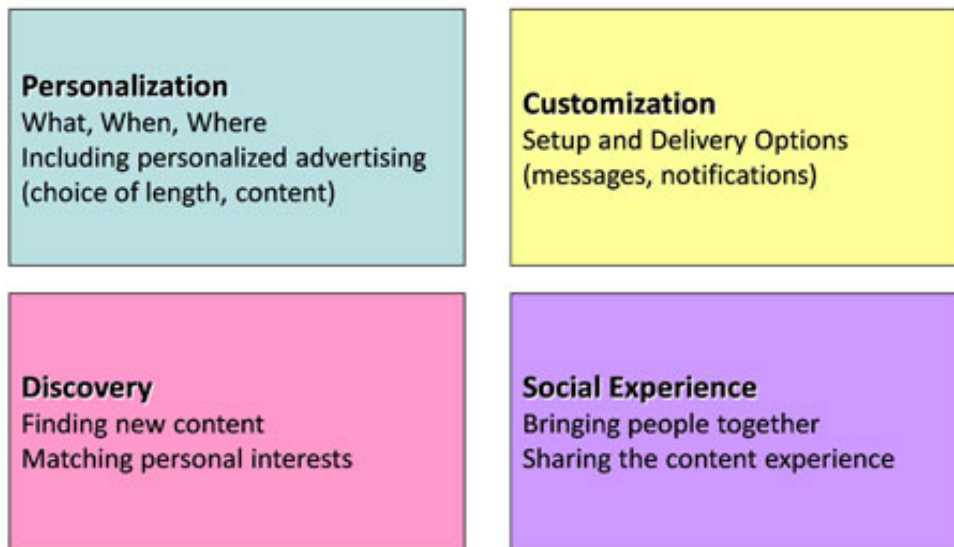 Personalization
What, When, Where
Including personalized advertising
(choice of length, content)
Customization
Setup and Delivery Options
(messages, notifications)
Discovery
Finding new content
Matching personal interests
Social Experience
Bringing people together
Sharing the content experience